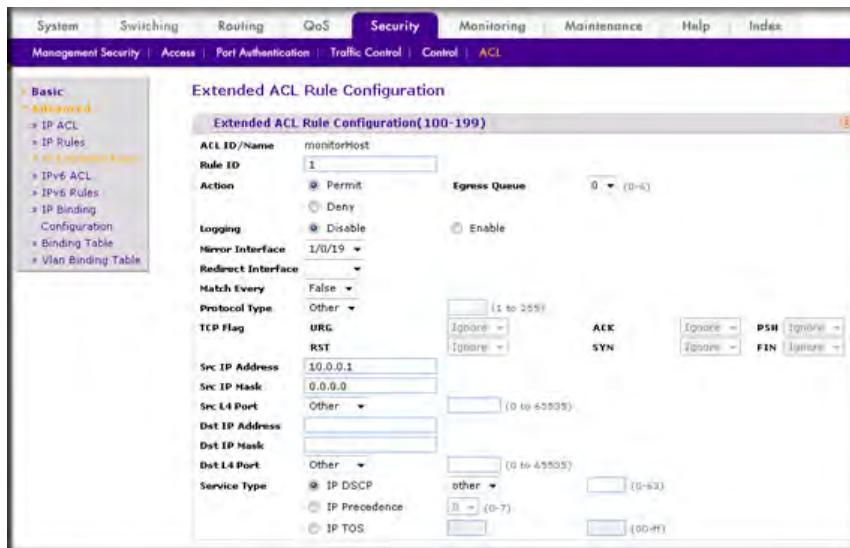 System Switching Routing QoS Security Monitoring Maintenance Help Index
Management Security Access Port Authentication Traffic Control Control ACL
Basic
Advanced
» IP ACL
» IP Rules
» IPv6 ACL
» IPv6 Rules
» IP Binding
Configuration
» Binding Table
» Vlan Binding Table
Extended ACL Rule Configuration
Extended ACL Rule Configuration(100-199)
ACL ID/Name monitorHost
Rule ID 1
Action Permit Egress Queue 0 (0-6)
Deny
Logging Disable Enable
Mirror Interface 1/0/19
Redirect Interface
Match Every False
Protocol Type Other (1 to 255)
TCP Flag URG Ignore ACK Ignore PSH Ignore
RST Ignore SYN Ignore FIN Ignore
Src IP Address 10.0.0.1
Src IP Mask 0.0.0.0
Src L4 Port Other (0 to 65535)
Dst IP Address
Dst IP Mask
Dst L4 Port Other (0 to 65535)
Service Type IP DSCP other (0-63)
IP Precedence 0 (0-7)
IP TOS (00-ff)